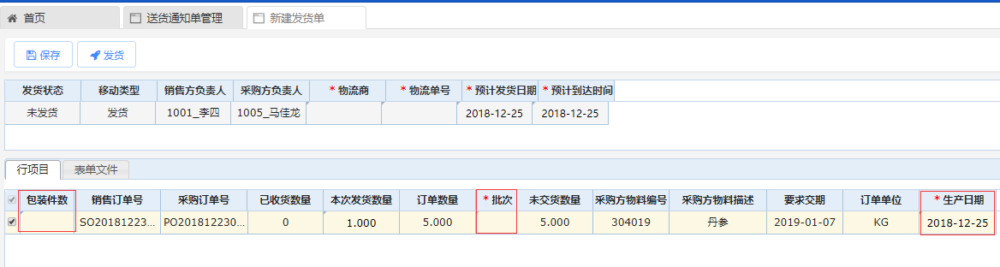 首页 送货通知单管理 新建发货单
保存 发货
发货状态 移动类型 销售方负责人 采购方负责人 * 物流商 * 物流单号 * 预计发货日期 * 预计到达时间
未发货 发货 1001_李四 1005_马佳龙 2018-12-25 2018-12-25
行项目 表单文件
包装件数 销售订单号 采购订单号 已收货数量 本次发货数量 订单数量 * 批次 未交货数量 采购方物料编号 采购方物料描述 要求交期 订单单位 * 生产日期
SO201812223... PO201812230... 0 1.000 5.000 5.000 304019 丹参 2019-01-07 KG 2018-12-25